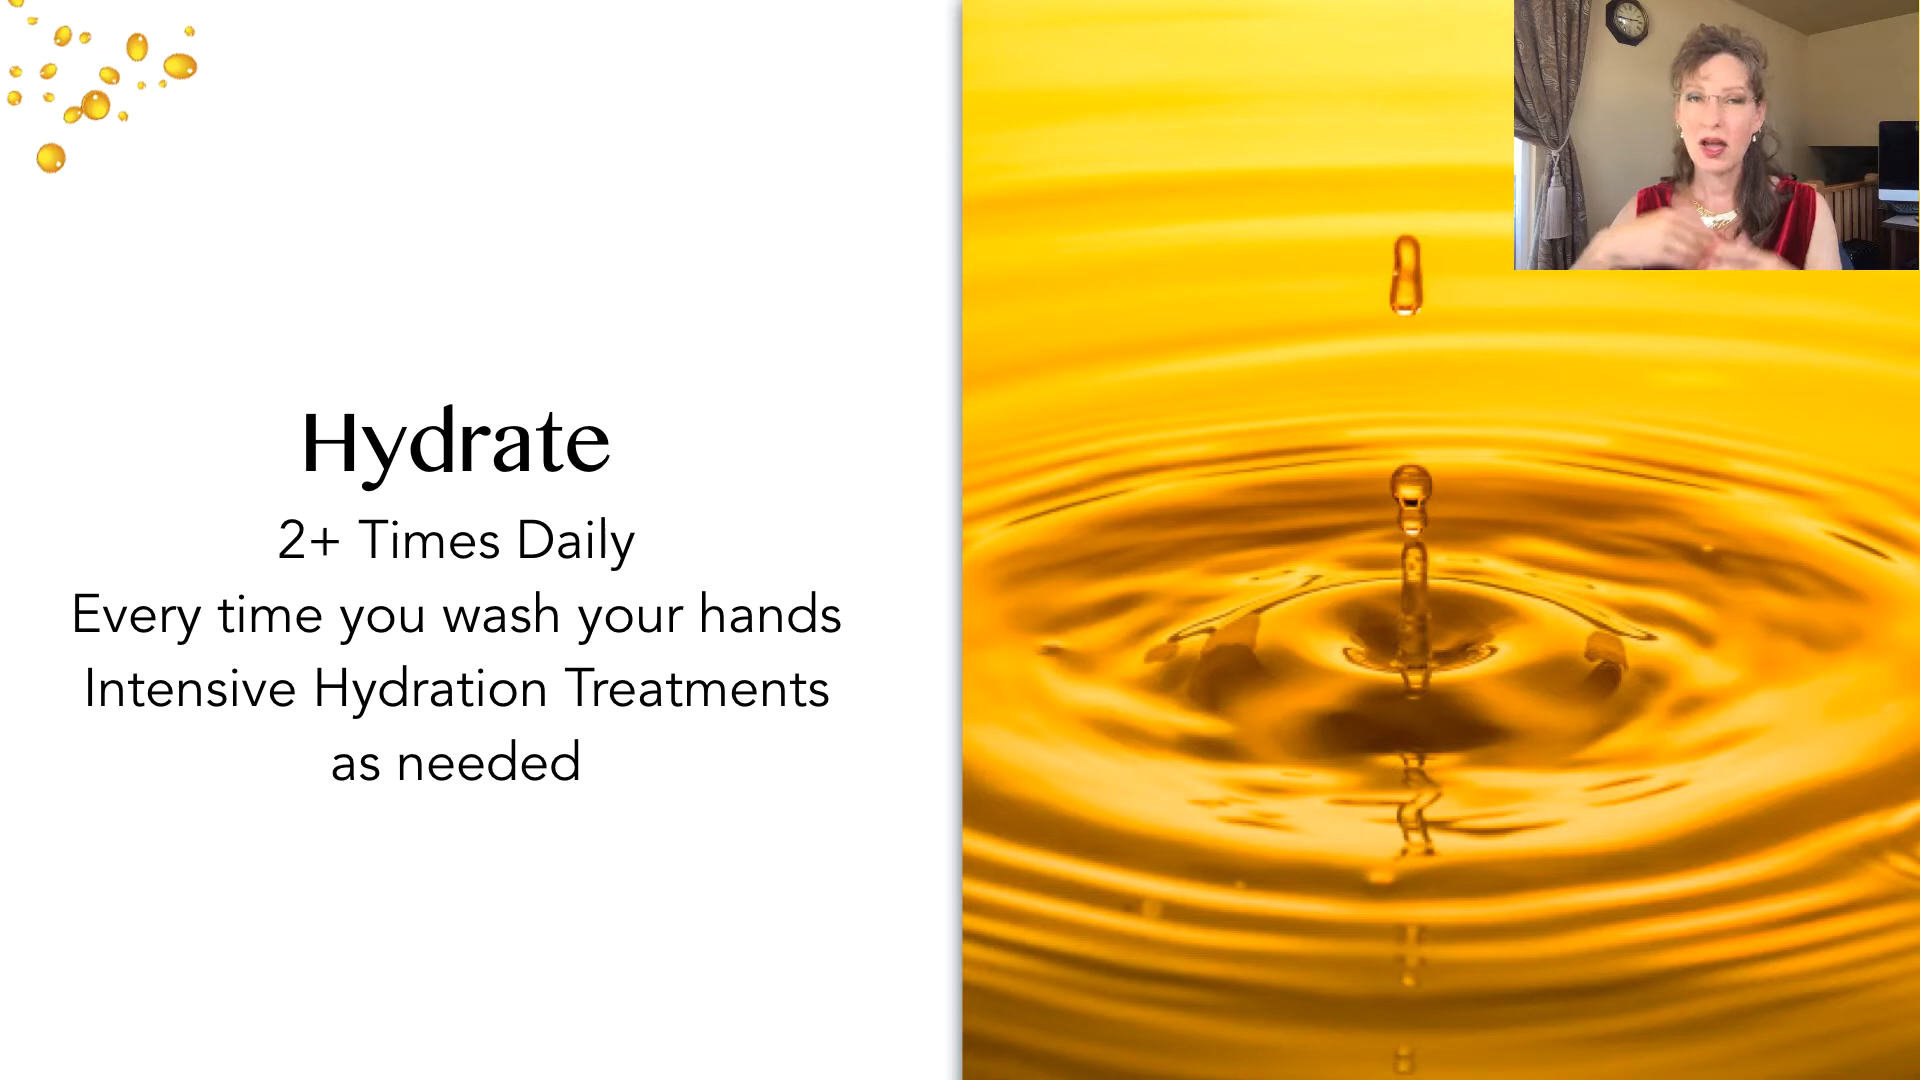 Hydrate
2+ Times Daily
Every time you wash your hands
Intensive Hydration Treatments
as needed